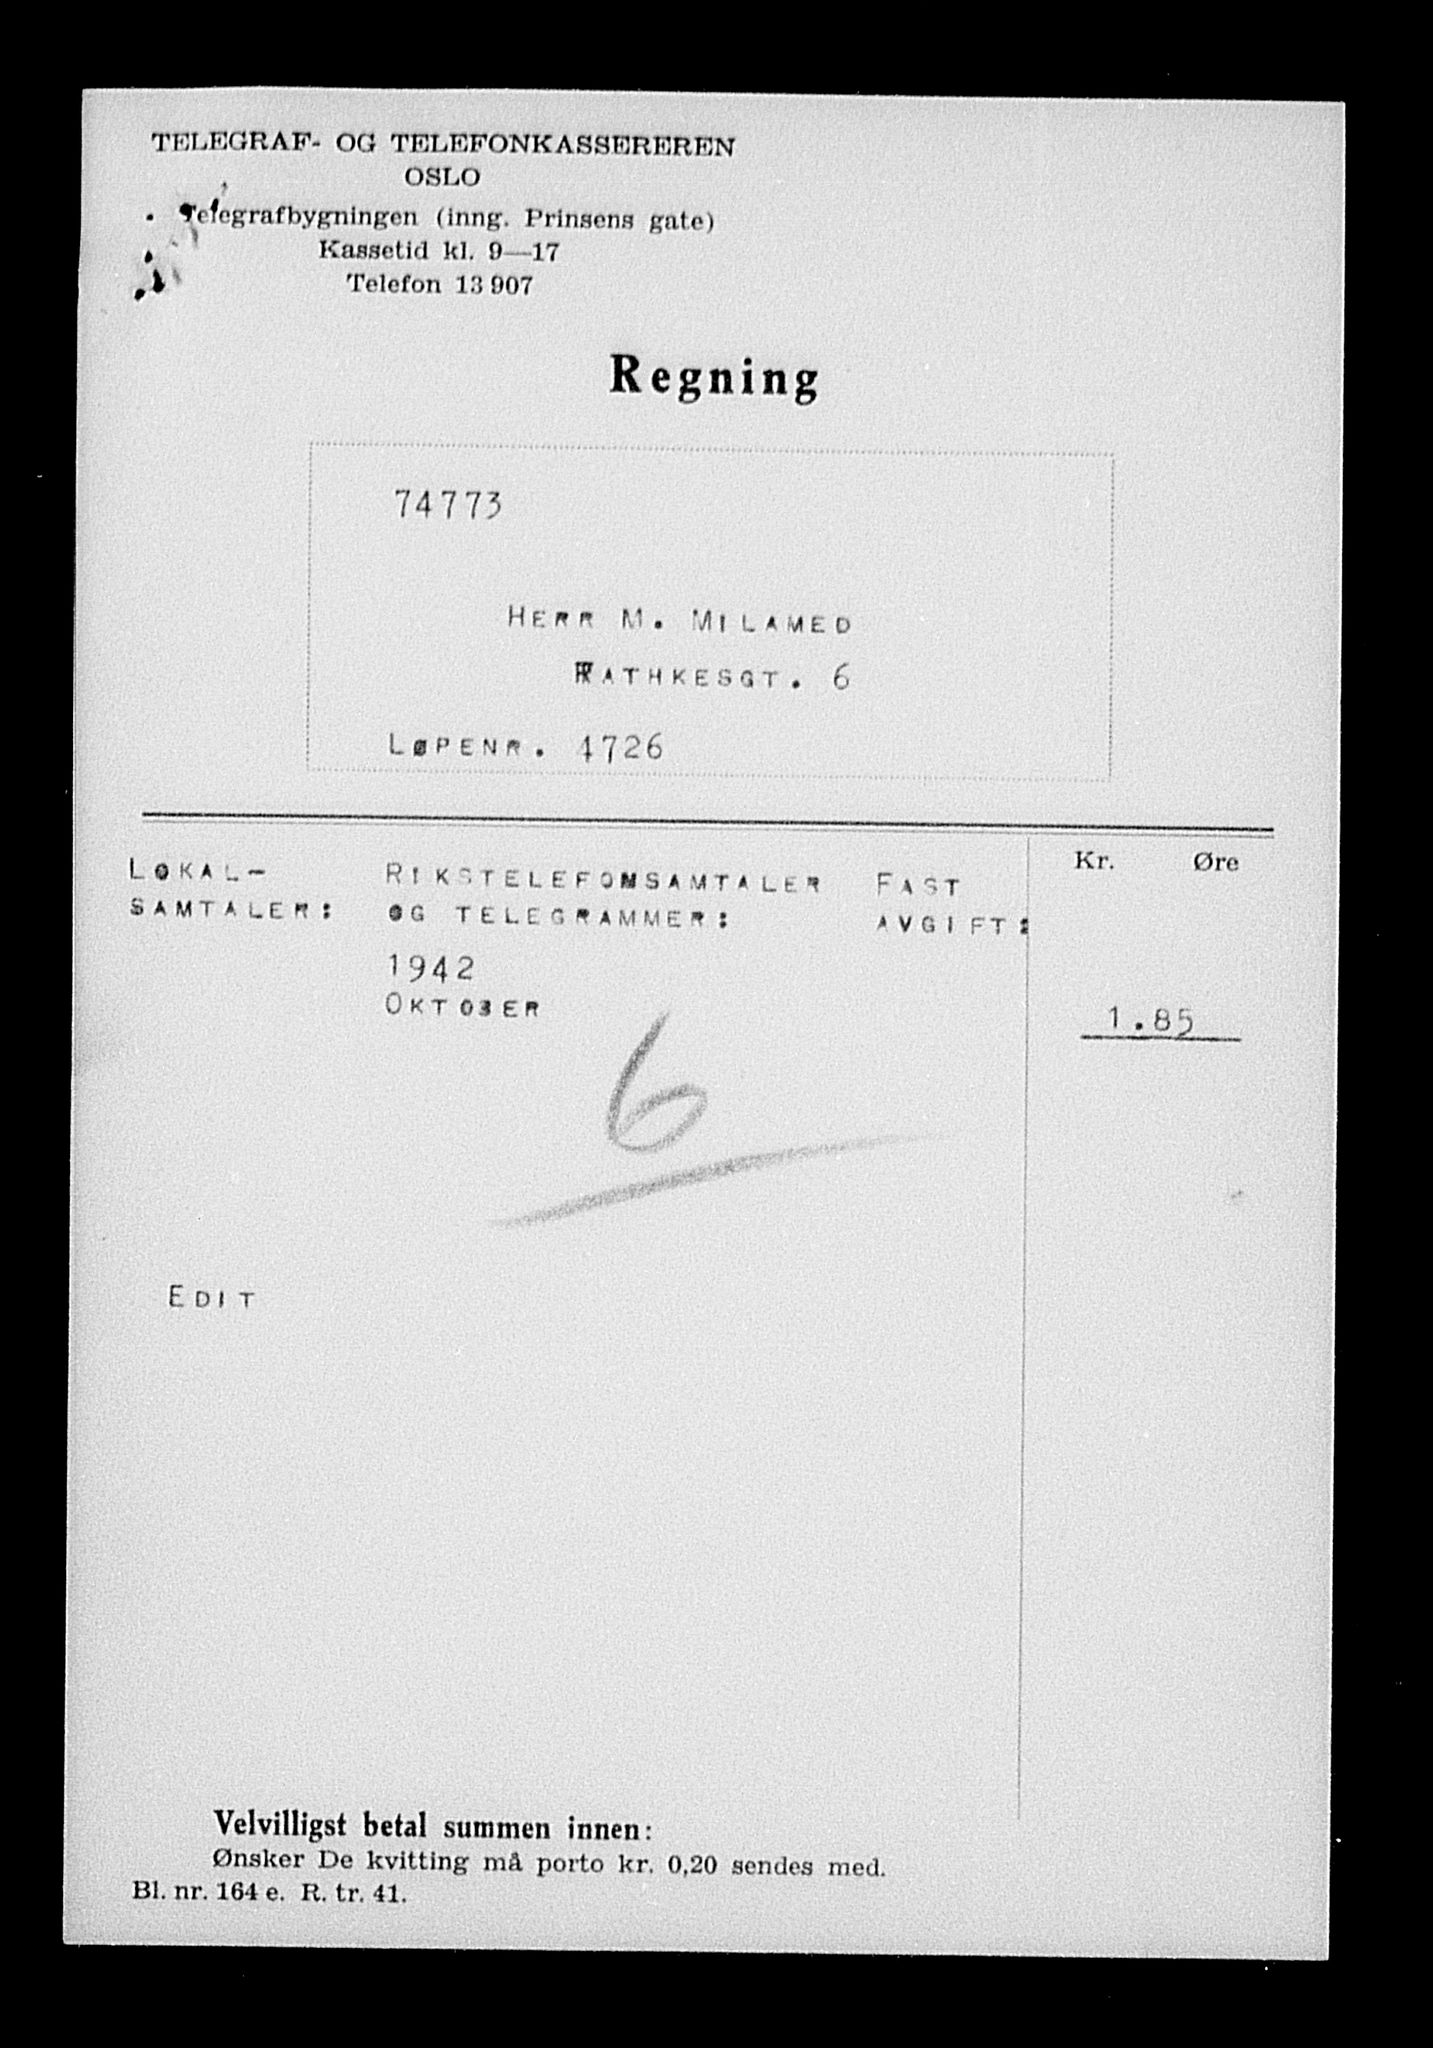 TELEGRAF- OG TELEFONKASSEREREN
OSLO
Telegrafbygningen (inng. Prinsens gate)
Kassetid kl. 9—17
Telefon 13 907
Regning
74773
HERR M. MILAMED
RATHKESGT. 6
LØPENR. 4726
Kr. Øre
LOKAL- RIKSTELEFONSAMTALER FAST
SAMTALER: OG TELEGRAMMER: AVGIFT:
1942
OKTOBER 1.85
6
EDIT
Velvilligst betal summen innen:
Ønsker De kvitting må porto kr. 0,20 sendes med.
Bl. nr. 164 e. R. tr. 41.